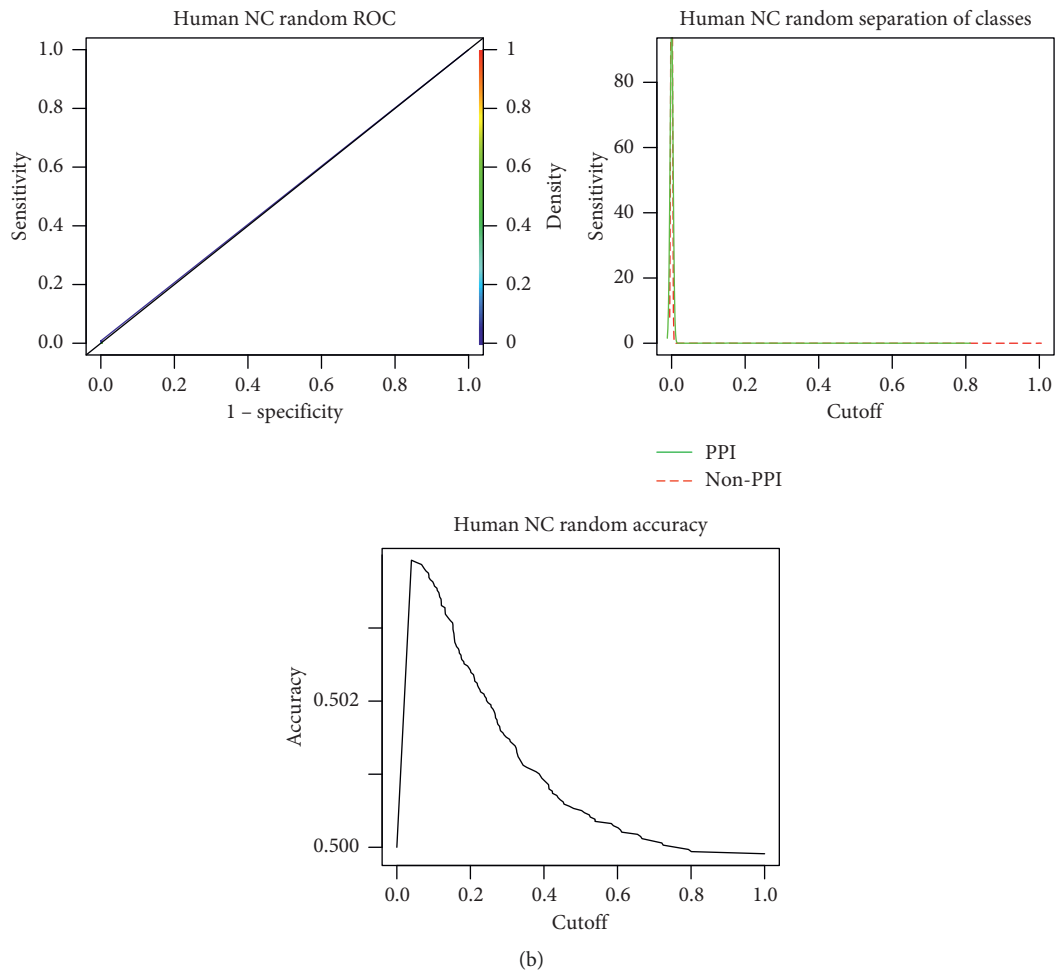 Human NC random ROC
1.0
0.8
0.6
0.4
0.2
0.0
Sensitivity
0.0 0.2 0.4 0.6 0.8 1.0
1 – specificity
1
0.8
0.6
0.4
0.2
0
Density
Human NC random separation of classes
80
60
40
20
0
Sensitivity
0.0 0.2 0.4 0.6 0.8 1.0
Cutoff
PPI
Non-PPI
Human NC random accuracy
0.502
0.500
Accuracy
0.0 0.2 0.4 0.6 0.8 1.0
Cutoff
(b)